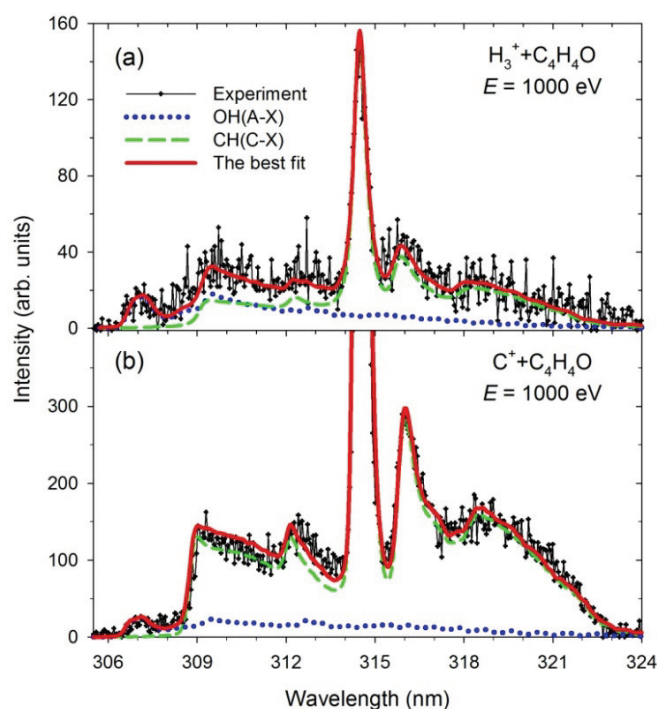 160
(a)
H₃⁺+C₄H₄O
E = 1000 eV
Experiment
OH(A-X)
CH(C-X)
The best fit
120
80
40
0
Intensity (arb. units)
(b)
C⁺+C₄H₄O
E = 1000 eV
300
200
100
0
306 309 312 315 318 321 324
Wavelength (nm)